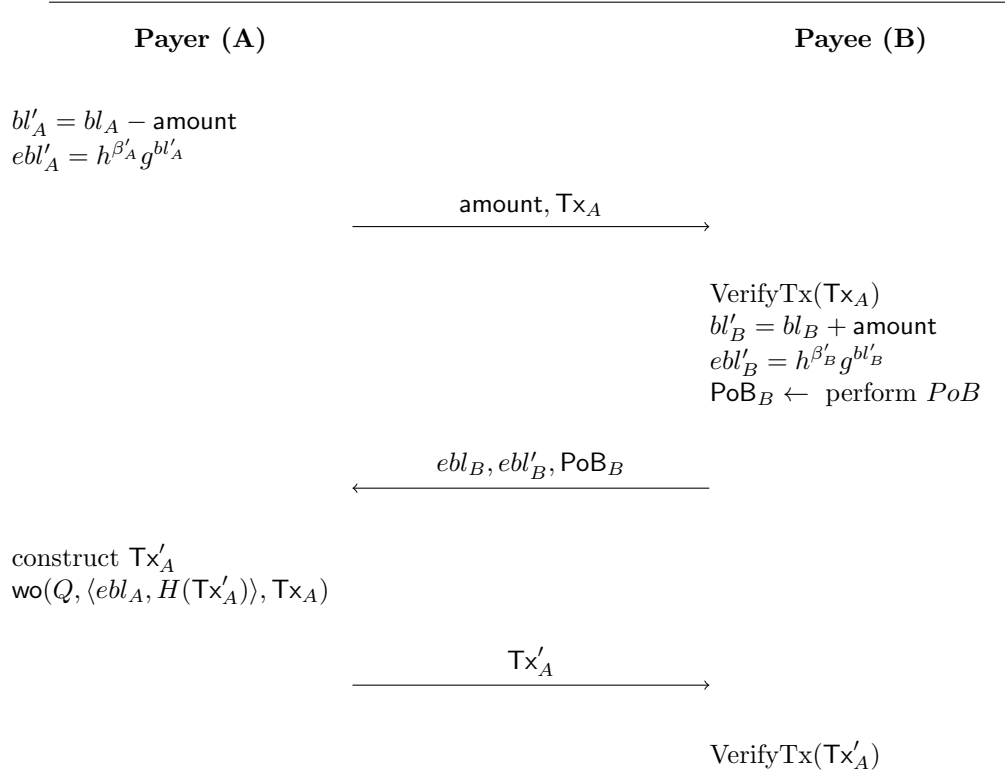 Payer (A)
Payee (B)
bl′_A = bl_A − amount
ebl′_A = h^{β′_A} g^{bl′_A}
amount, Tx_A
VerifyTx(Tx_A)
bl′_B = bl_B + amount
ebl′_B = h^{β′_B} g^{bl′_B}
PoB_B ← perform PoB
ebl_B, ebl′_B, PoB_B
construct Tx′_A
wo(Q, ⟨ebl_A, H(Tx′_A)⟩, Tx_A)
Tx′_A
VerifyTx(Tx′_A)